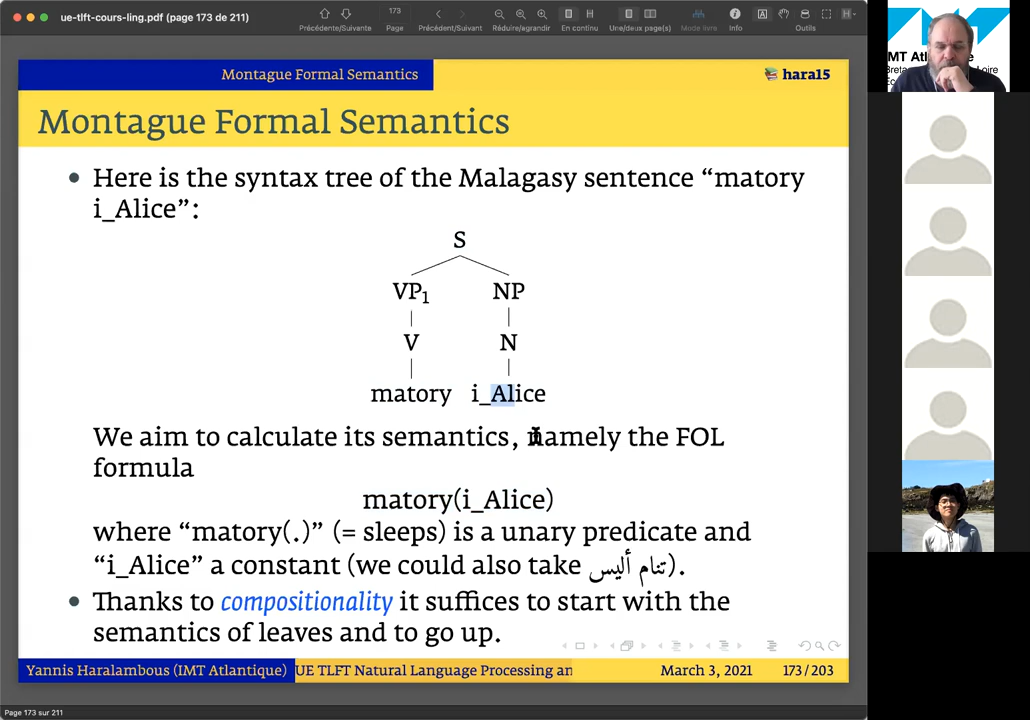 ue-tlft-cours-ling.pdf (page 173 de 211)
173
Précédente/Suivante
Page
Précédent/Suivant
Réduire/agrandir
En continu
Une/deux page(s)
Mode livre
Info
Outils
Montague Formal Semantics
hara15
Montague Formal Semantics
Here is the syntax tree of the Malagasy sentence “matory
i_Alice”:
S
VP1 NP
V N
matory i_Alice
We aim to calculate its semantics, namely the FOL
formula
matory(i_Alice)
where “matory(.)” (= sleeps) is a unary predicate and
“i_Alice” a constant (we could also take تنام أليس).
Thanks to compositionality it suffices to start with the
semantics of leaves and to go up.
Yannis Haralambous (IMT Atlantique) UE TLFT Natural Language Processing an March 3, 2021 173/203
Page 173 sur 211